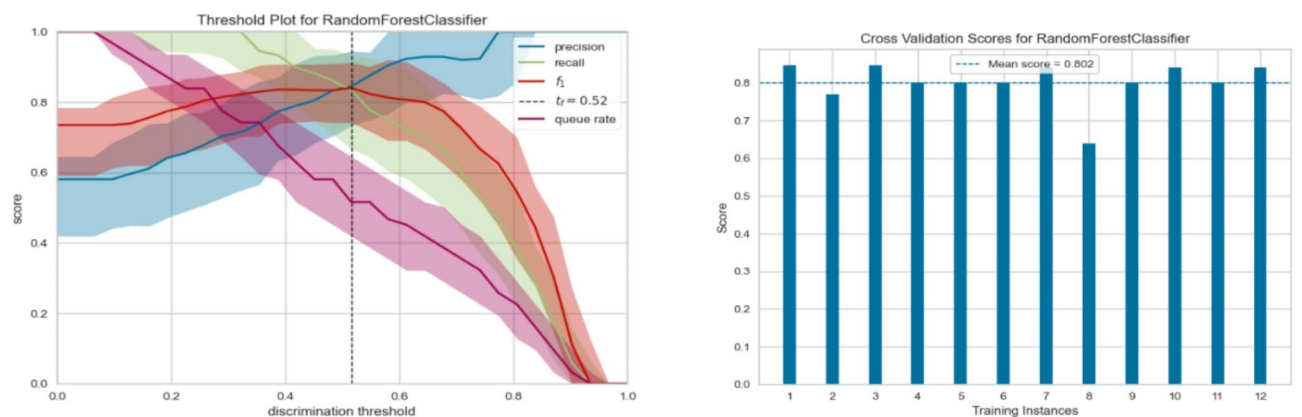 Threshold Plot for RandomForestClassifier
1.0
0.8
0.6
0.4
0.2
0.0
score
precision
recall
f1
tf = 0.52
queue rate
0.0 0.2 0.4 0.6 0.8 1.0
discrimination threshold
Cross Validation Scores for RandomForestClassifier
Mean score = 0.802
0.8
0.7
0.6
0.5
0.4
0.3
0.2
0.1
0.0
Score
1 2 3 4 5 6 7 8 9 10 11 12
Training Instances